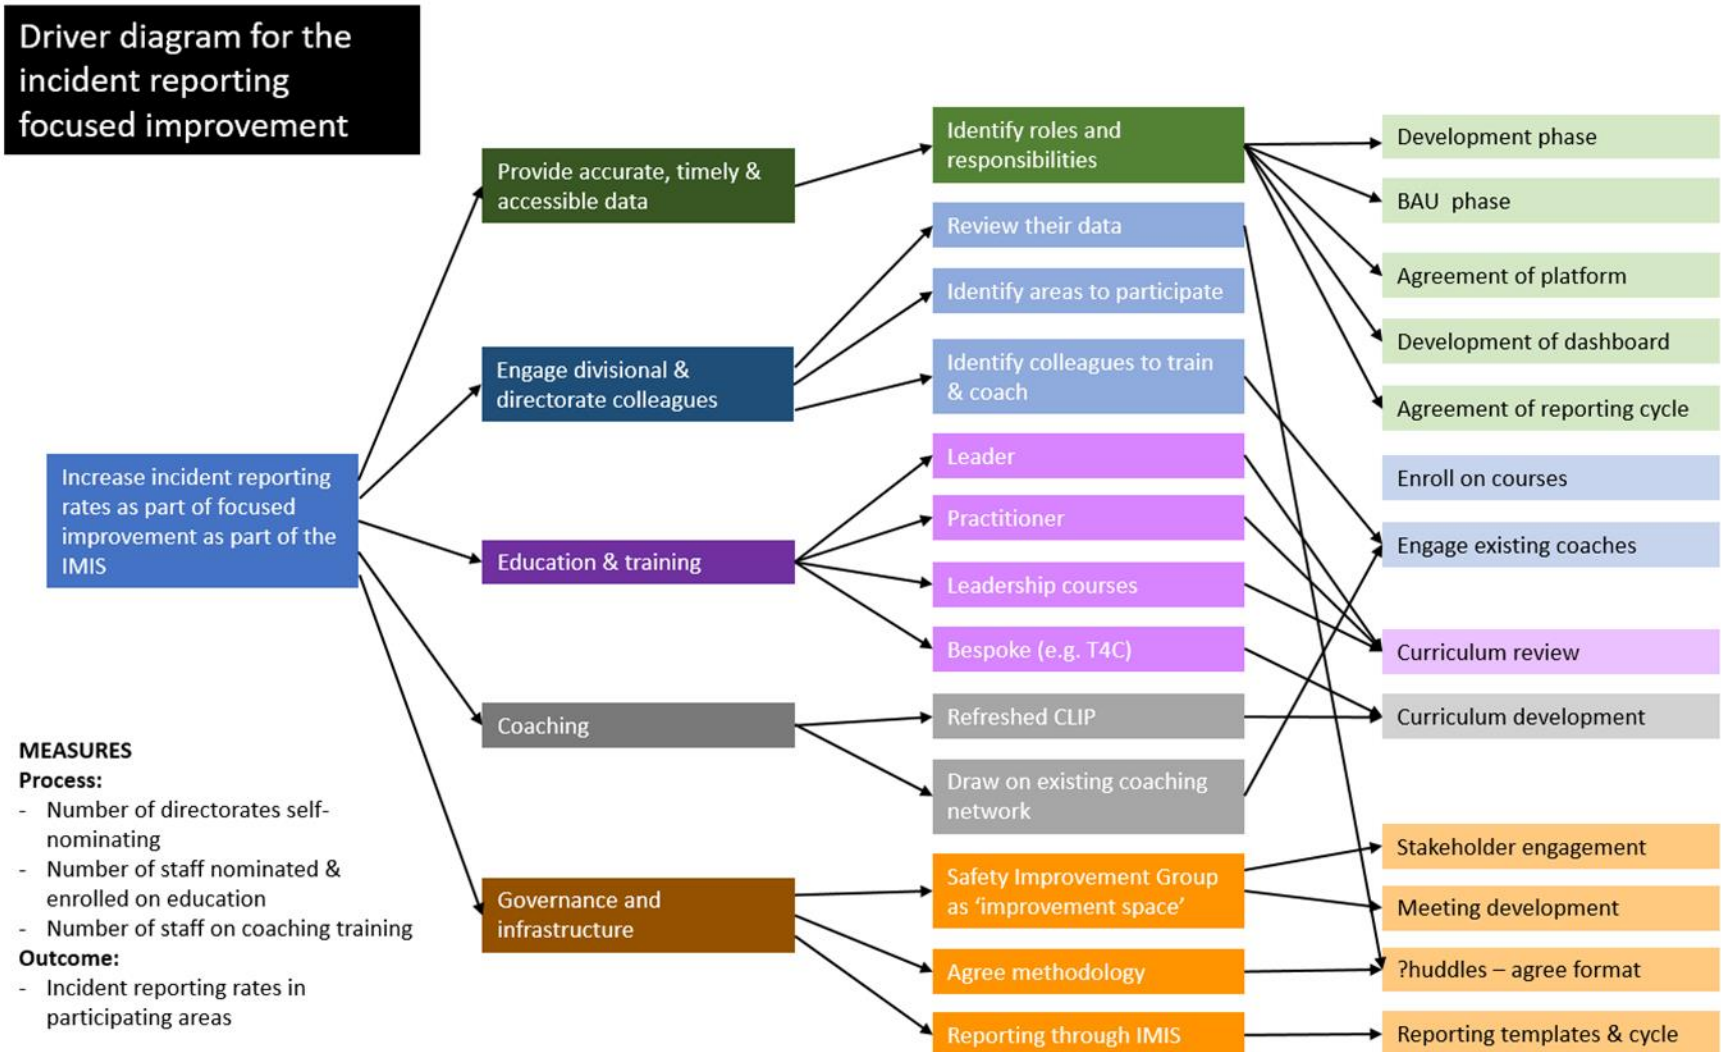 Driver diagram for the
incident reporting
focused improvement
Increase incident reporting
rates as part of focused
improvement as part of the
IMIS
Provide accurate, timely &
accessible data
Engage divisional &
directorate colleagues
Education & training
Coaching
Governance and
infrastructure
Identify roles and
responsibilities
Review their data
Identify areas to participate
Identify colleagues to train
& coach
Leader
Practitioner
Leadership courses
Bespoke (e.g. T4C)
Refreshed CLIP
Draw on existing coaching
network
Safety Improvement Group
as ‘improvement space’
Agree methodology
Reporting through IMIS
Development phase
BAU  phase
Agreement of platform
Development of dashboard
Agreement of reporting cycle
Enroll on courses
Engage existing coaches
Curriculum review
Curriculum development
Stakeholder engagement
Meeting development
?huddles – agree format
Reporting templates & cycle
MEASURES
Process:
- Number of directorates self-
nominating
- Number of staff nominated &
enrolled on education
- Number of staff on coaching training
Outcome:
- Incident reporting rates in
participating areas